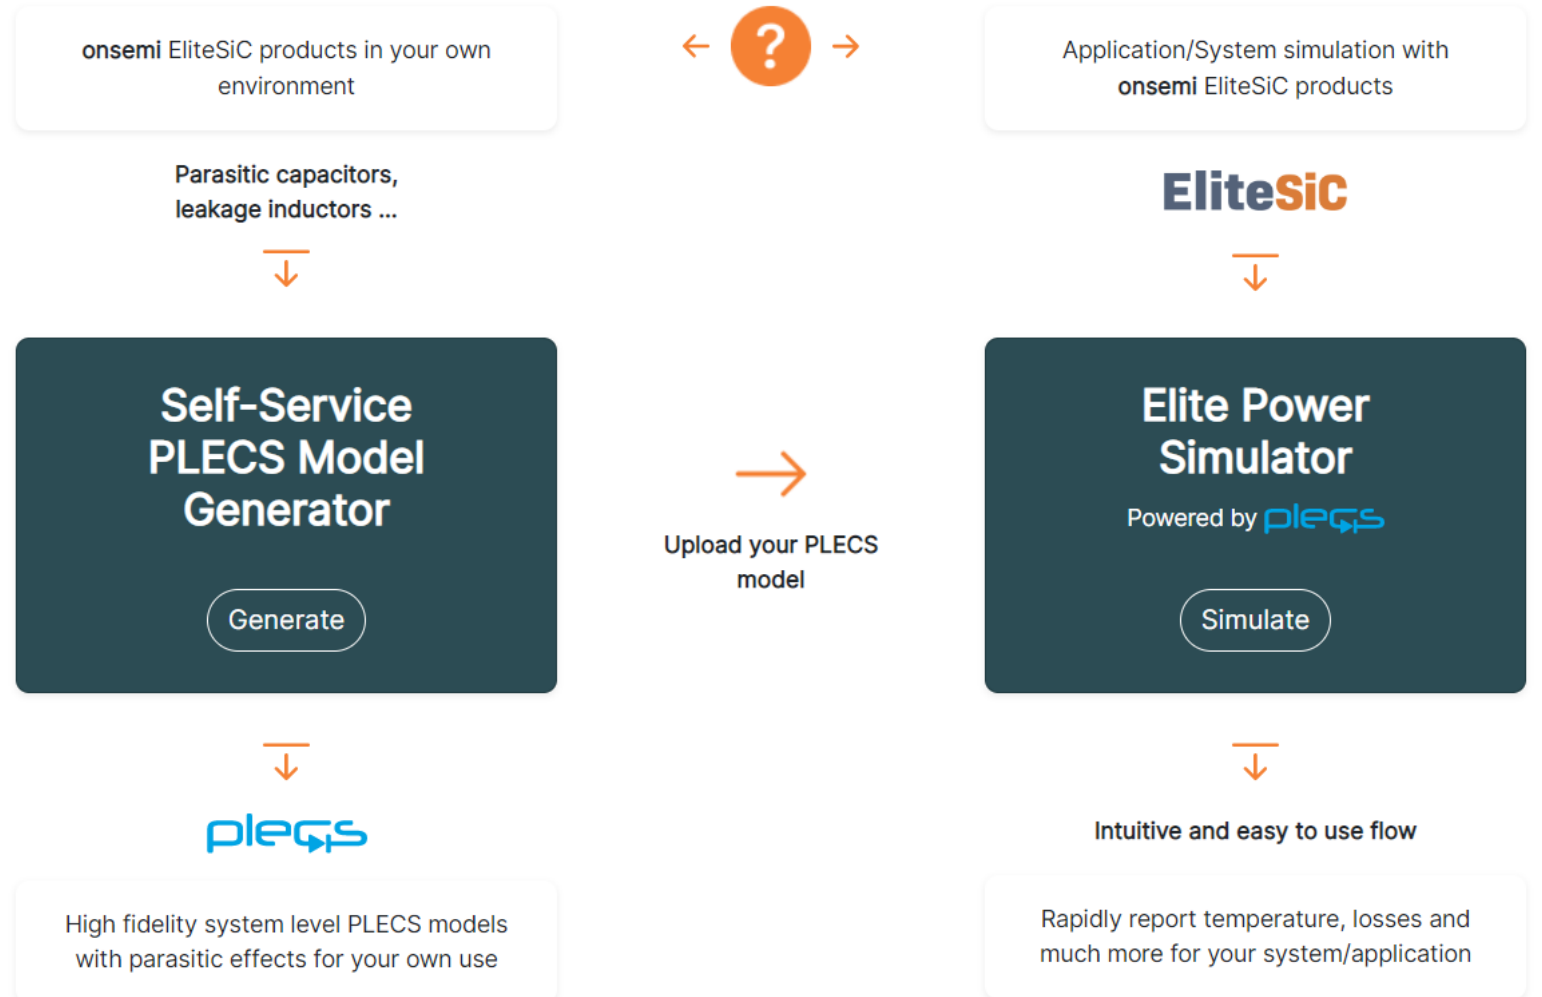 onsemi EliteSiC products in your own
environment
Parasitic capacitors,
leakage inductors ...
Self-Service
PLECS Model
Generator
Generate
plecs
High fidelity system level PLECS models
with parasitic effects for your own use
?
Upload your PLECS
model
Application/System simulation with
onsemi EliteSiC products
EliteSiC
Elite Power
Simulator
Powered by plecs
Simulate
Intuitive and easy to use flow
Rapidly report temperature, losses and
much more for your system/application